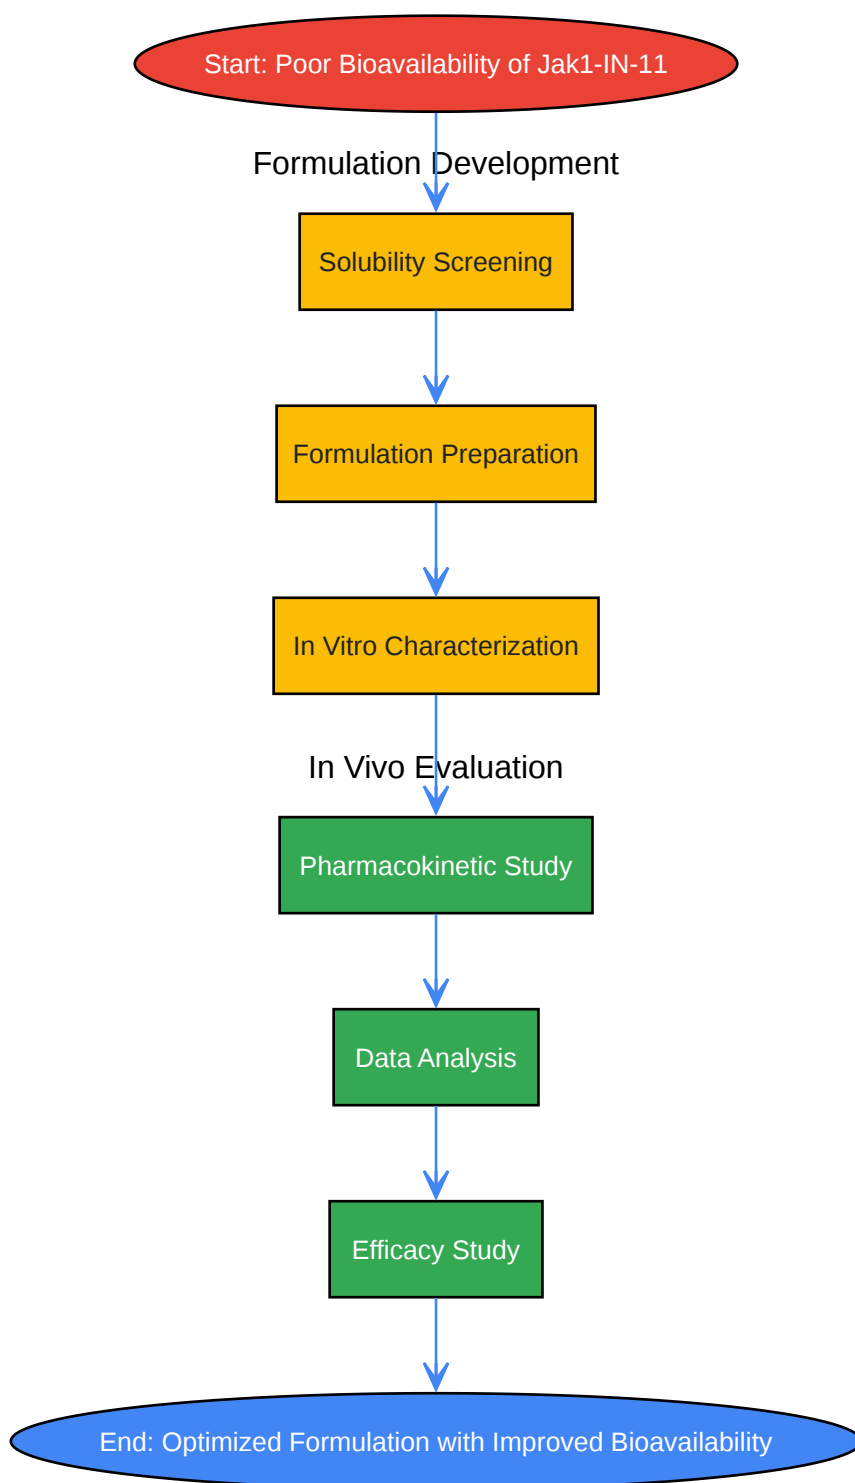 Start: Poor Bioavailability of Jak1-IN-11
Formulation Development
Solubility Screening
Formulation Preparation
In Vitro Characterization
In Vivo Evaluation
Pharmacokinetic Study
Data Analysis
Efficacy Study
End: Optimized Formulation with Improved Bioavailability